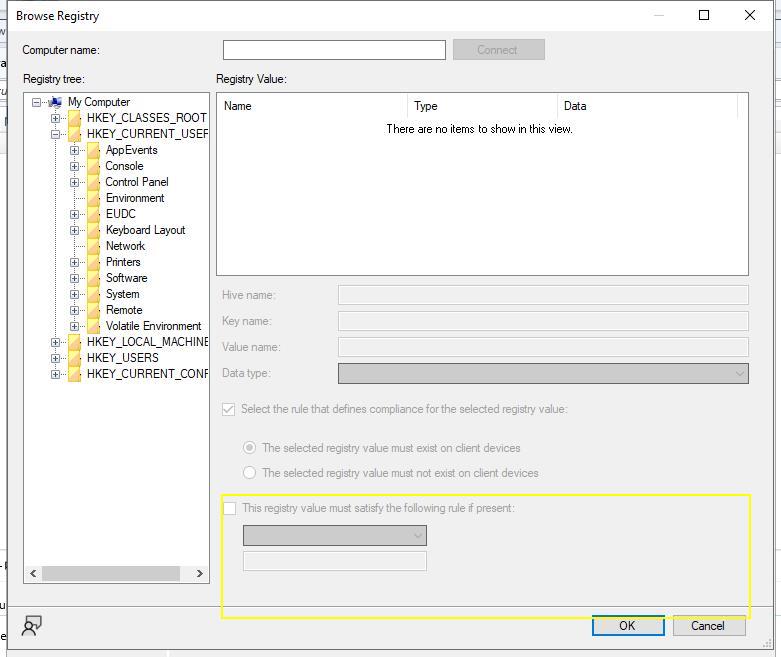 Browse Registry
Computer name:
Connect
Registry tree:
Registry Value:
My Computer
HKEY_CLASSES_ROOT
HKEY_CURRENT_USER
AppEvents
Console
Control Panel
Environment
EUDC
Keyboard Layout
Network
Printers
Software
System
Remote
Volatile Environment
HKEY_LOCAL_MACHINE
HKEY_USERS
HKEY_CURRENT_CONF
Name Type Data
There are no items to show in this view.
Hive name:
Key name:
Value name:
Data type:
Select the rule that defines compliance for the selected registry value:
The selected registry value must exist on client devices
The selected registry value must not exist on client devices
This registry value must satisfy the following rule if present:
OK Cancel